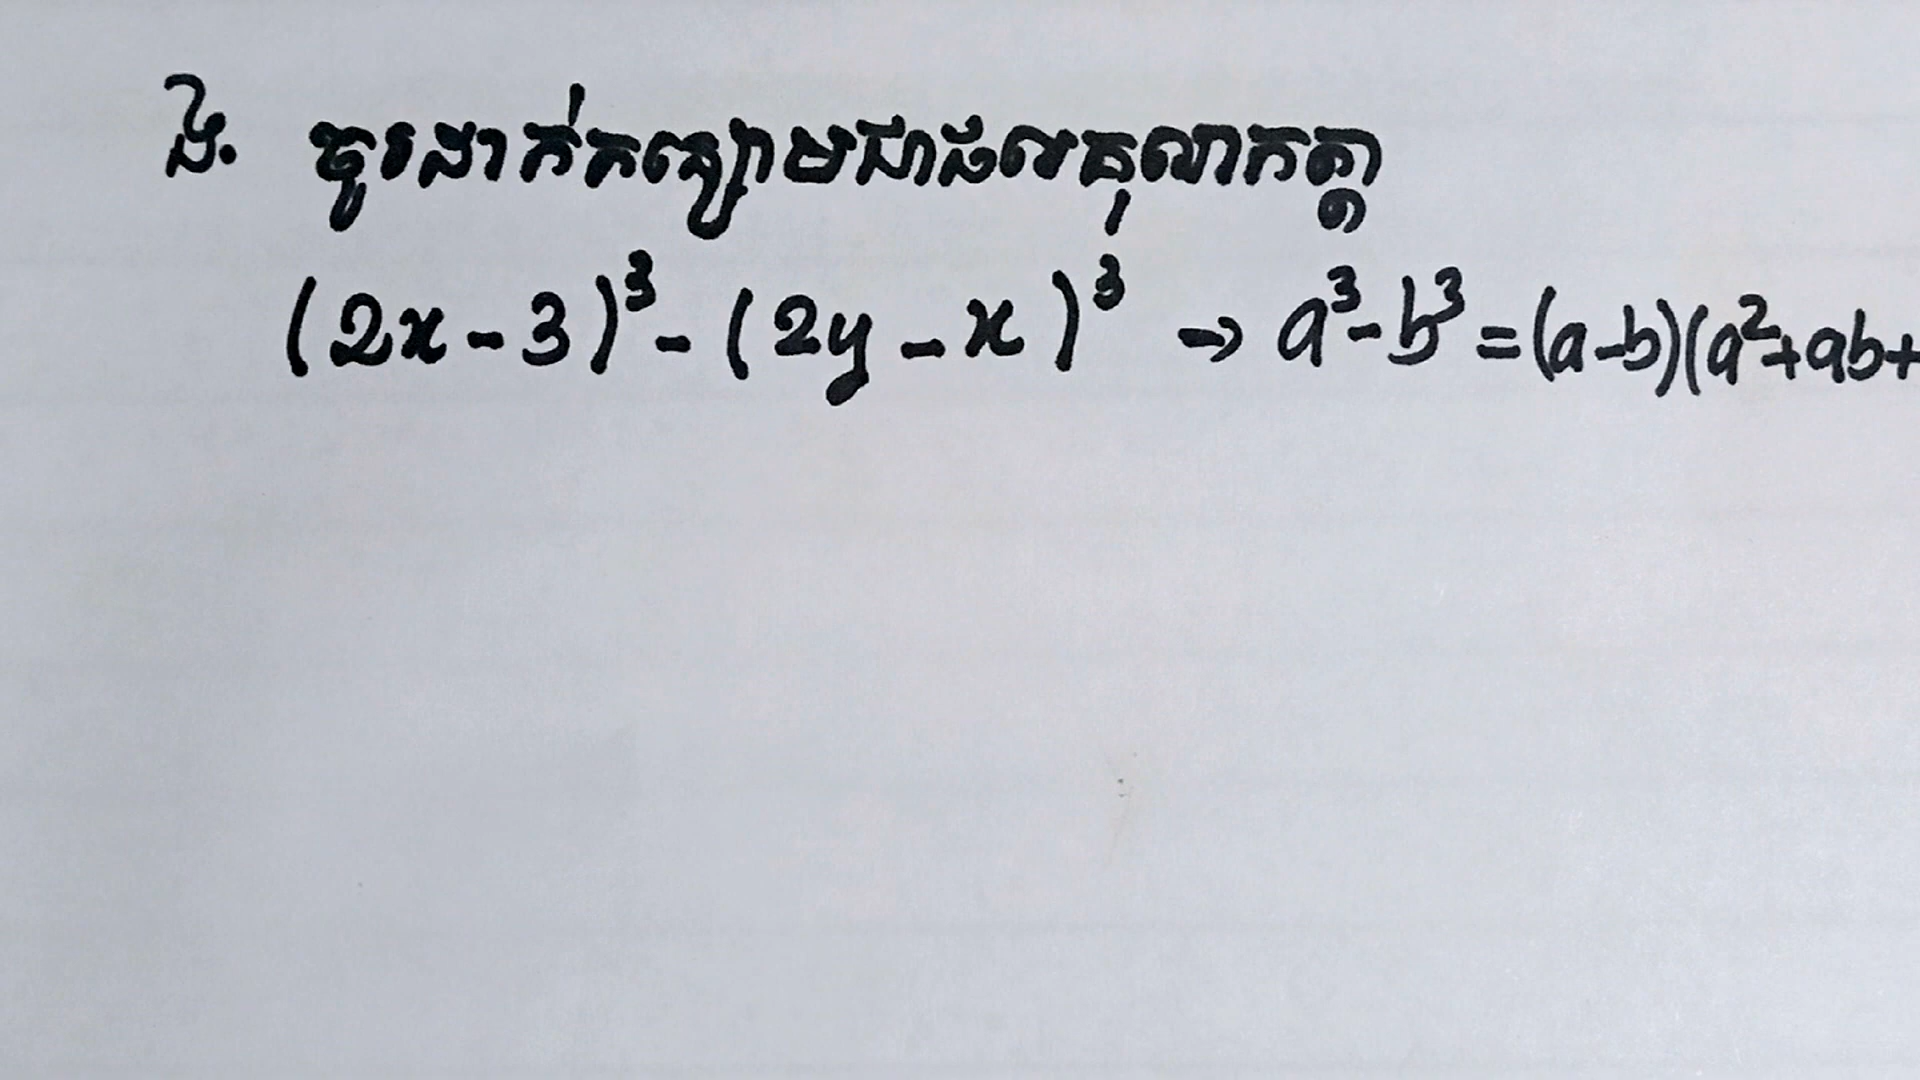 ង. ចូរដាក់កន្សោមជាផលគុណកត្តា
(2x - 3)³ - (2y - x)³ → a³ - b³ = (a - b)(a² + ab +